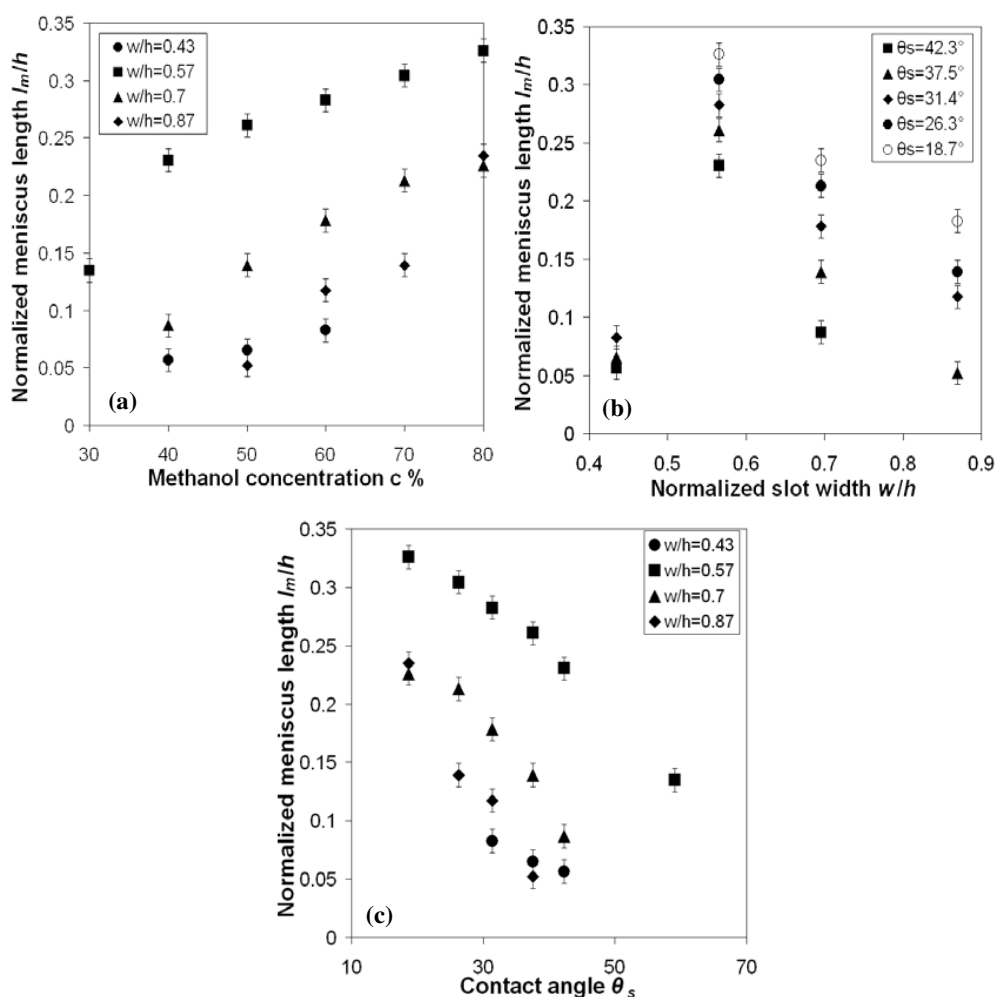 0.35
0.3
0.25
0.2
0.15
0.1
0.05
0
30 40 50 60 70 80
Normalized meniscus length lm/h
Methanol concentration c %
w/h=0.43
w/h=0.57
w/h=0.7
w/h=0.87
(a)
0.35
0.3
0.25
0.2
0.15
0.1
0.05
0
0.4 0.5 0.6 0.7 0.8 0.9
Normalized meniscus length lm/h
Normalized slot width w/h
θs=42.3°
θs=37.5°
θs=31.4°
θs=26.3°
θs=18.7°
(b)
0.35
0.3
0.25
0.2
0.15
0.1
0.05
0
10 30 50 70
Normalized meniscus length lm/h
Contact angle θs
w/h=0.43
w/h=0.57
w/h=0.7
w/h=0.87
(c)